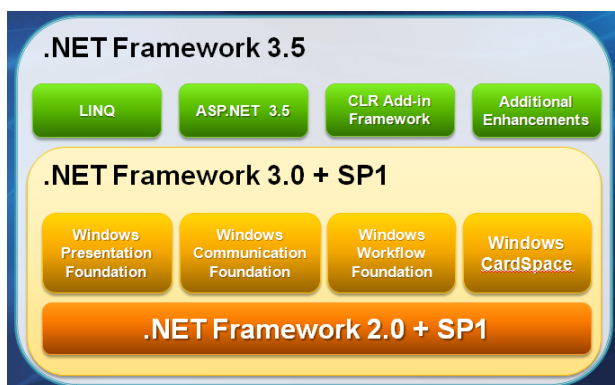 .NET Framework 3.5
LINQ
ASP.NET 3.5
CLR Add-in
Framework
Additional
Enhancements
.NET Framework 3.0 + SP1
Windows
Presentation
Foundation
Windows
Communication
Foundation
Windows
Workflow
Foundation
Windows
CardSpace
.NET Framework 2.0 + SP1